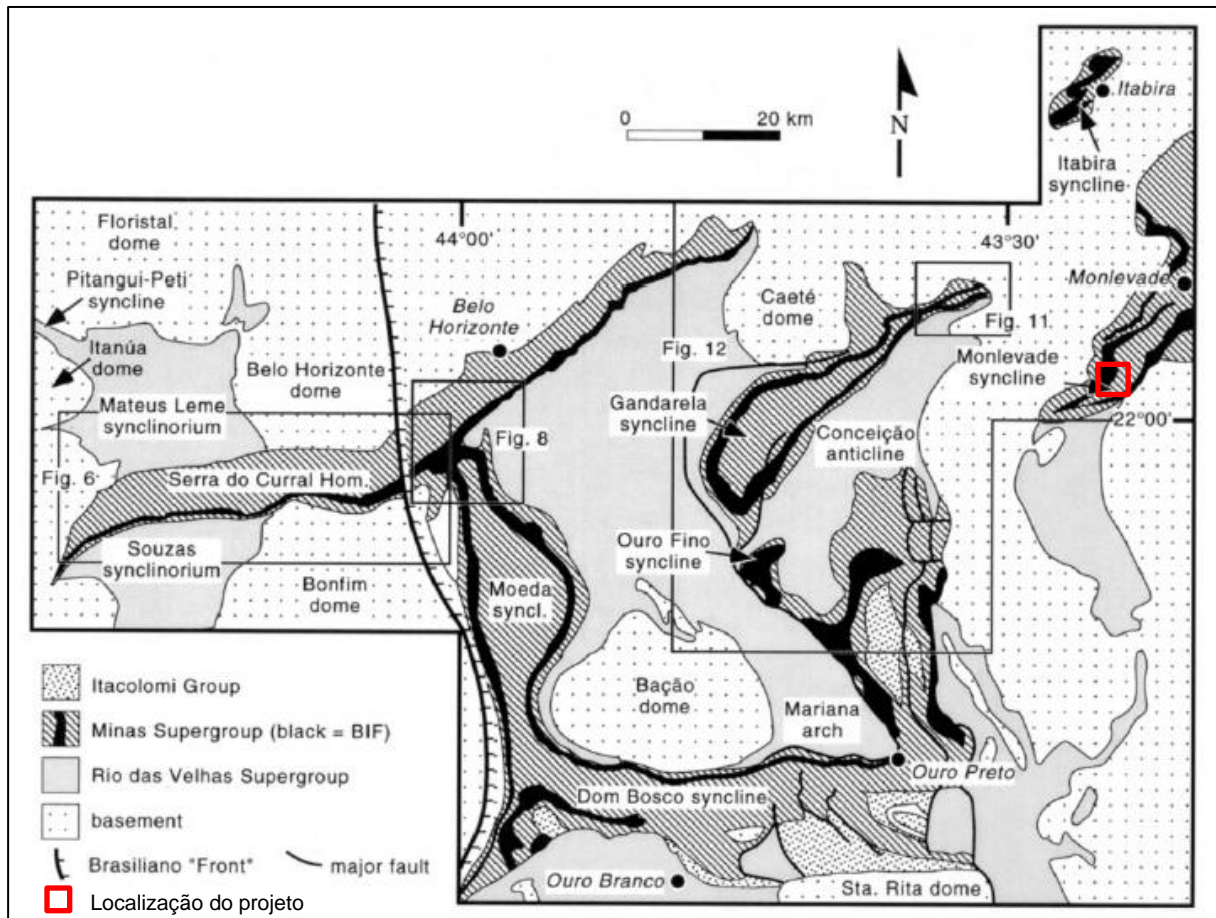 Itabira
0 20 km
N
Itabira
syncline
Floristal
dome
44°00'
43°30'
Pitangui-Peti
syncline
Monlevade
Belo
Horizonte
Caeté
dome
Itanúa
dome
Fig. 11
Fig. 12
Belo Horizonte
dome
Monlevade
syncline
Mateus Leme
synclinorium
Gandarela
syncline
22°00'
Conceição
anticline
Fig. 8
Fig. 6
Serra do Curral Hom.
Ouro Fino
syncline
Souzas
synclinorium
Bonfim
dome
Moeda
syncl.
Itacolomi Group
Bação
dome
Mariana
arch
Minas Supergroup (black = BIF)
Rio das Velhas Supergroup
Ouro Preto
Dom Bosco syncline
basement
Brasiliano "Front"
major fault
Ouro Branco
Sta. Rita dome
Localização do projeto